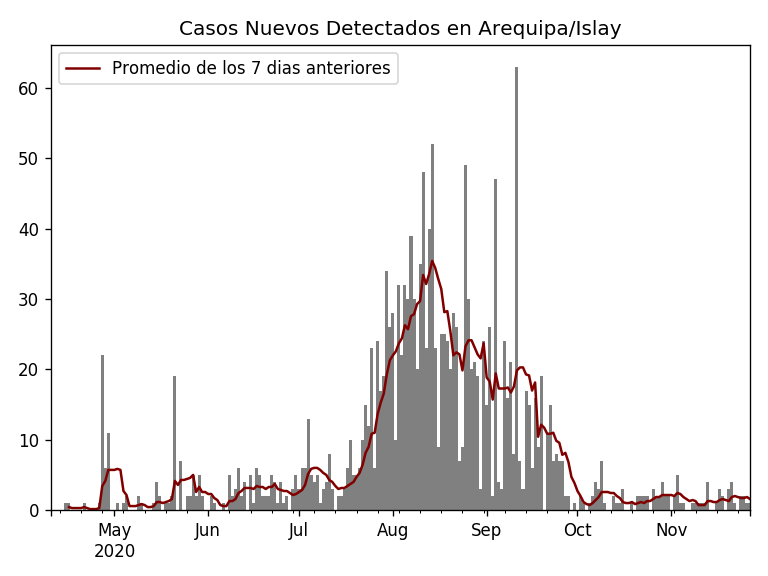 Casos Nuevos Detectados en Arequipa/Islay
Promedio de los 7 dias anteriores
60
50
40
30
20
10
0
May Jun Jul Aug Sep Oct Nov
2020